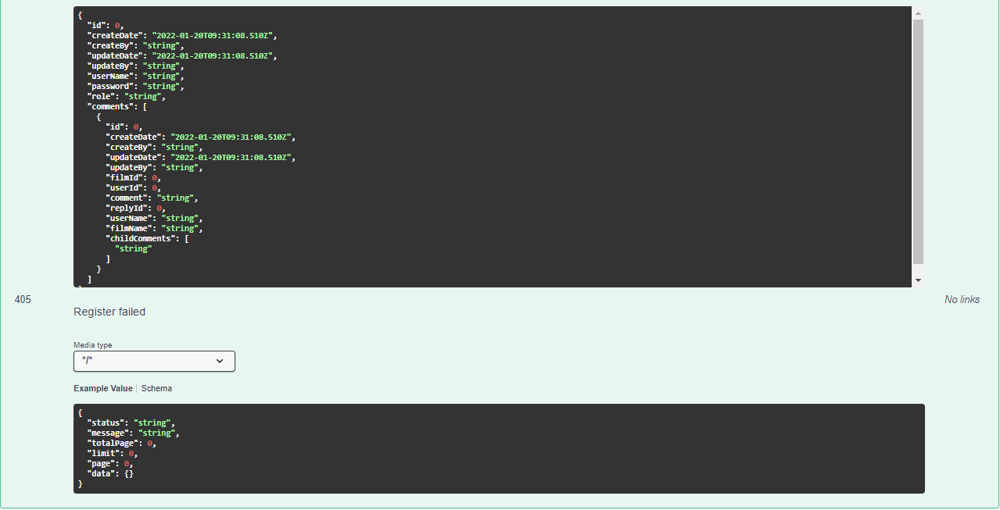 {
"id": 0,
"createDate": "2022-01-20T09:31:08.510Z",
"createBy": "string",
"updateDate": "2022-01-20T09:31:08.510Z",
"updateBy": "string",
"userName": "string",
"password": "string",
"role": "string",
"comments": [
{
"id": 0,
"createDate": "2022-01-20T09:31:08.510Z",
"createBy": "string",
"updateDate": "2022-01-20T09:31:08.510Z",
"updateBy": "string",
"filmId": 0,
"userId": 0,
"comment": "string",
"replyId": 0,
"userName": "string",
"filmName": "string",
"childComments": [
"string"
]
}
]
405
No links
Register failed
Media type
*/*
Example Value | Schema
{
"status": "string",
"message": "string",
"totalPage": 0,
"limit": 0,
"page": 0,
"data": {}
}